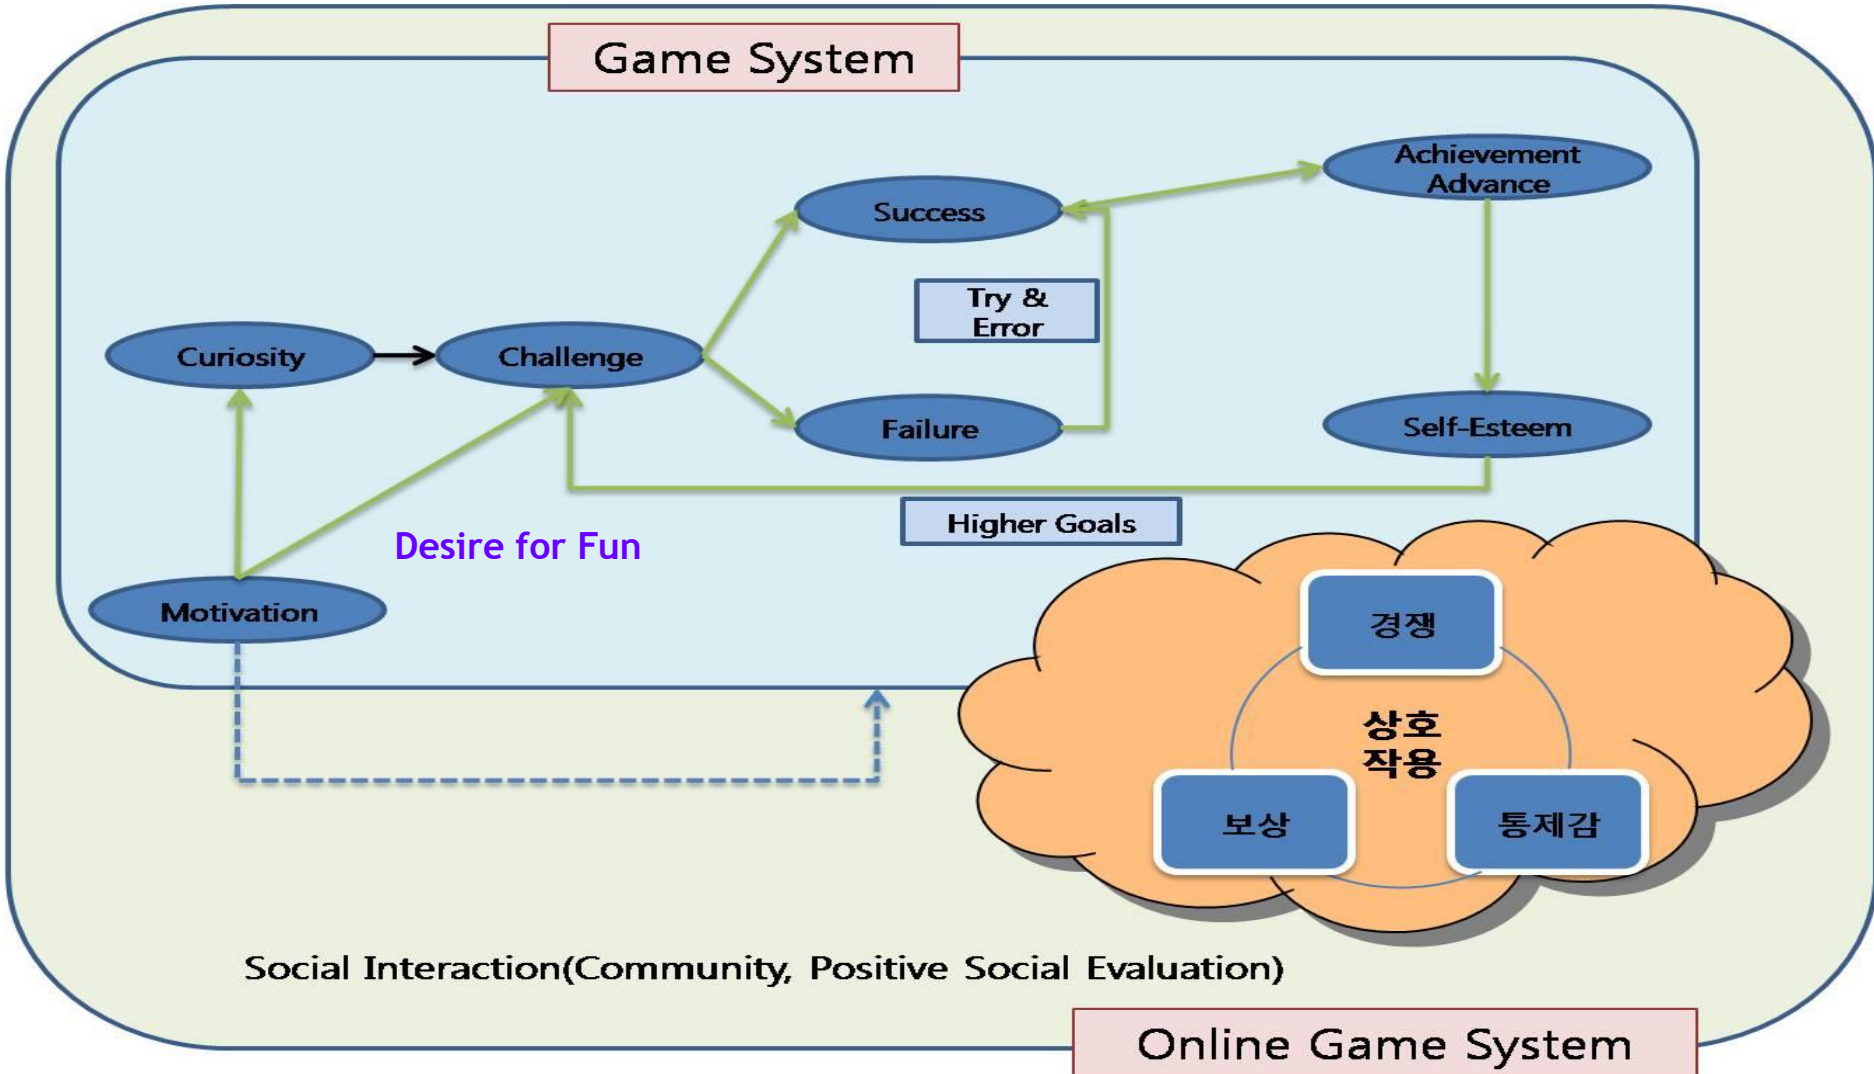 Game System
Achievement
Advance
Success
Try &
Error
Curiosity
Challenge
Failure
Self-Esteem
Higher Goals
Desire for Fun
Motivation
경쟁
상호
작용
보상
통제감
Social Interaction(Community, Positive Social Evaluation)
Online Game System